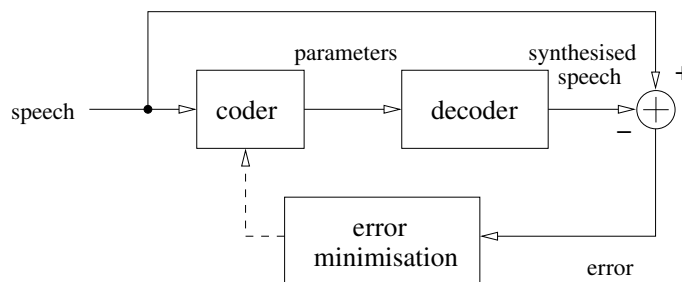 parameters
synthesised
speech
+
speech
coder
decoder
−
error
minimisation
error